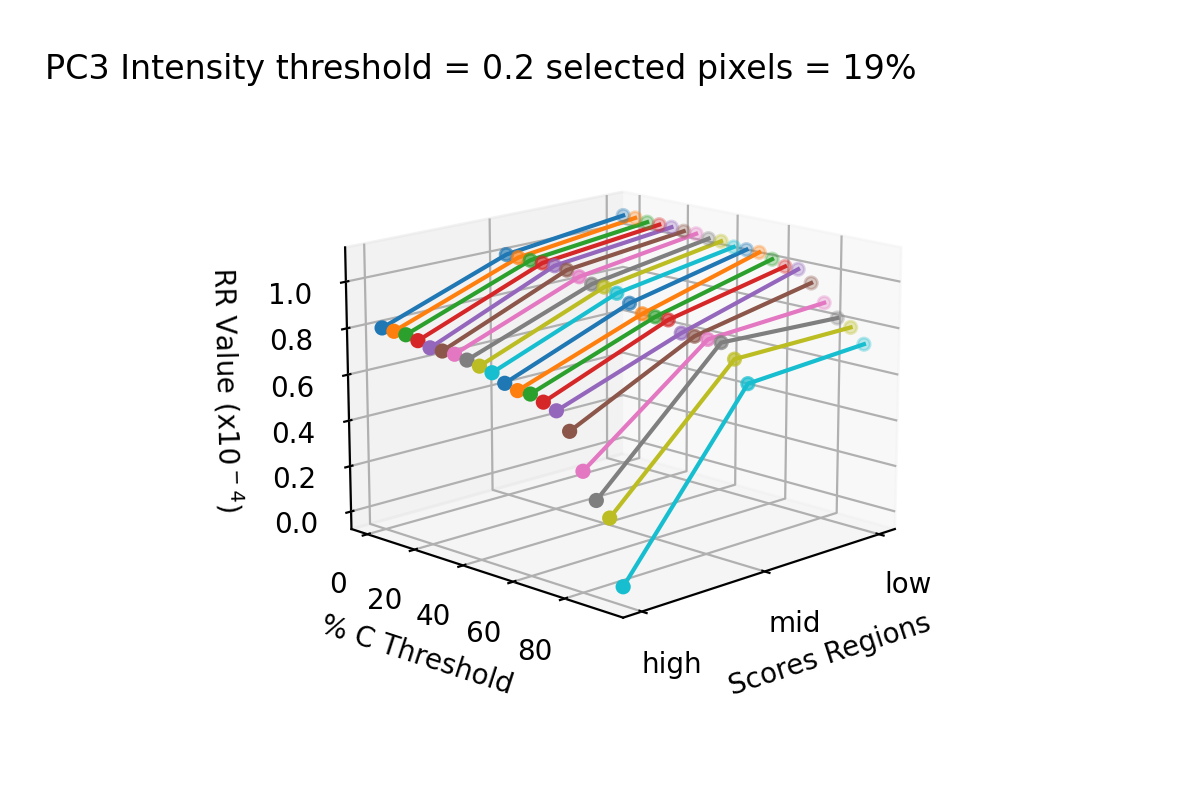 PC3 Intensity threshold = 0.2 selected pixels = 19%
RR Value (x10⁻⁴)
1.0
0.8
0.6
0.4
0.2
0.0
0
20
40
60
80
% C Threshold
high
mid
low
Scores Regions